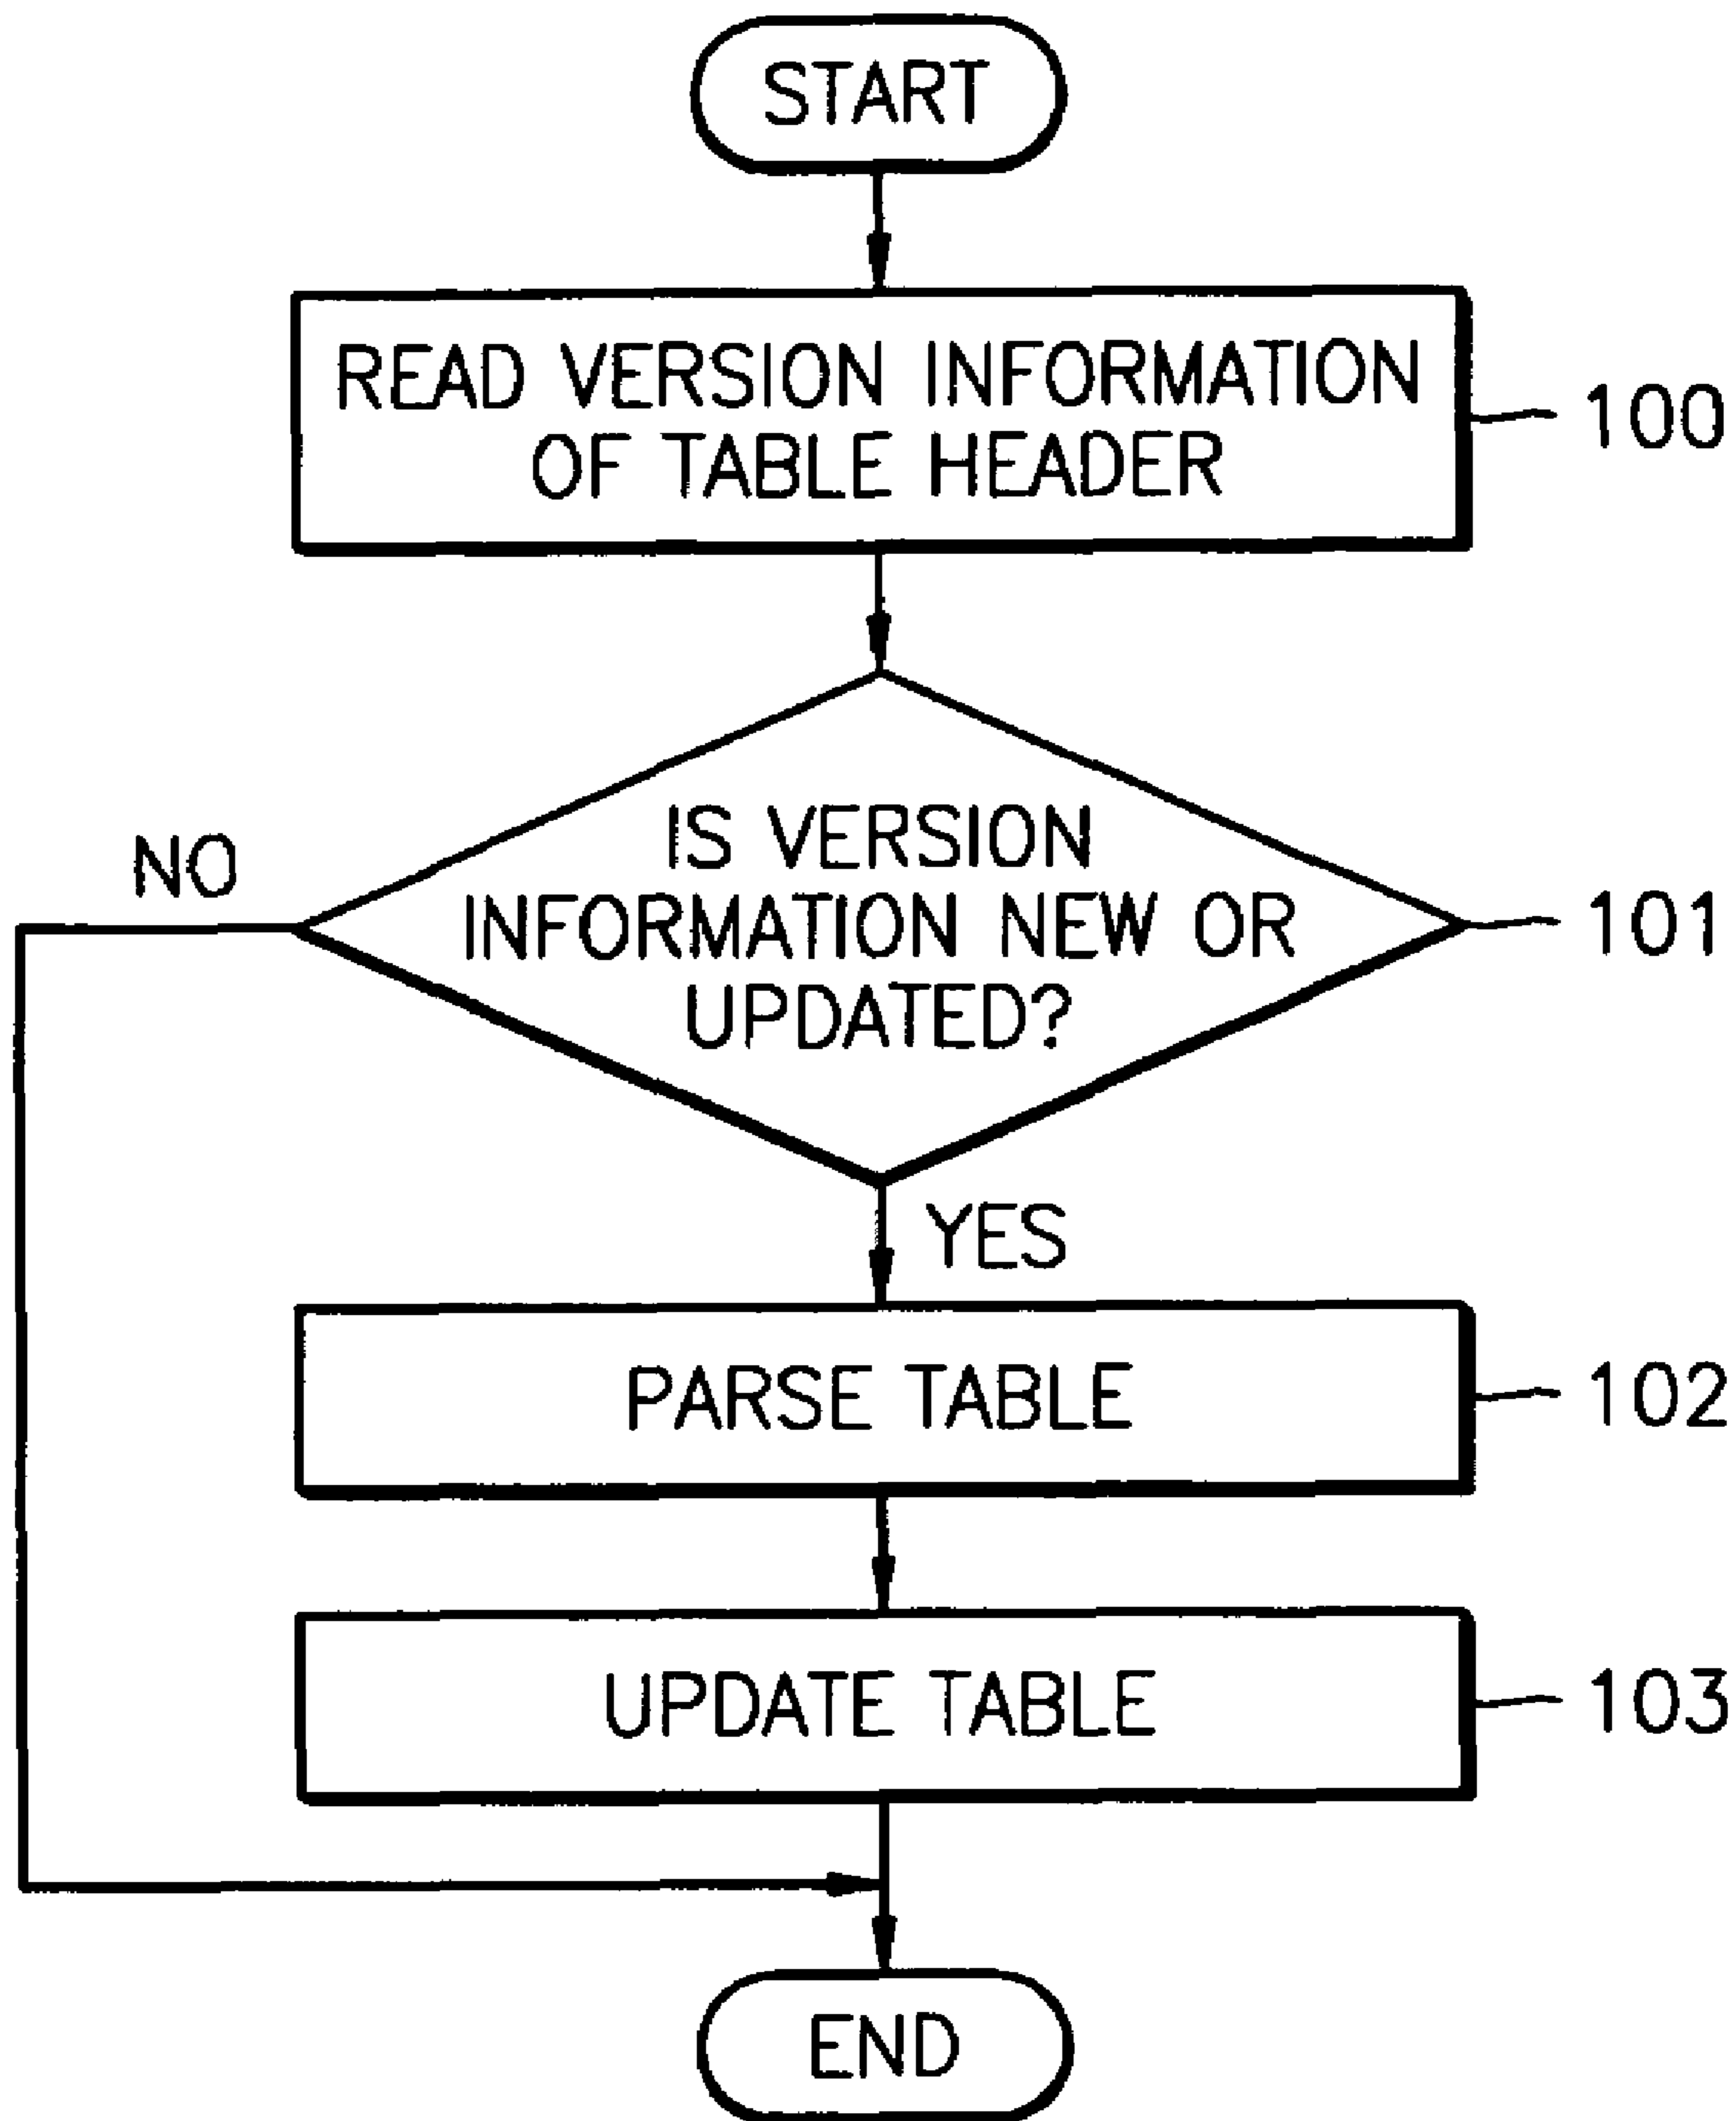 START
READ VERSION INFORMATION
OF TABLE HEADER
100
NO
IS VERSION
INFORMATION NEW OR
UPDATED?
101
YES
PARSE TABLE
102
UPDATE TABLE
103
END